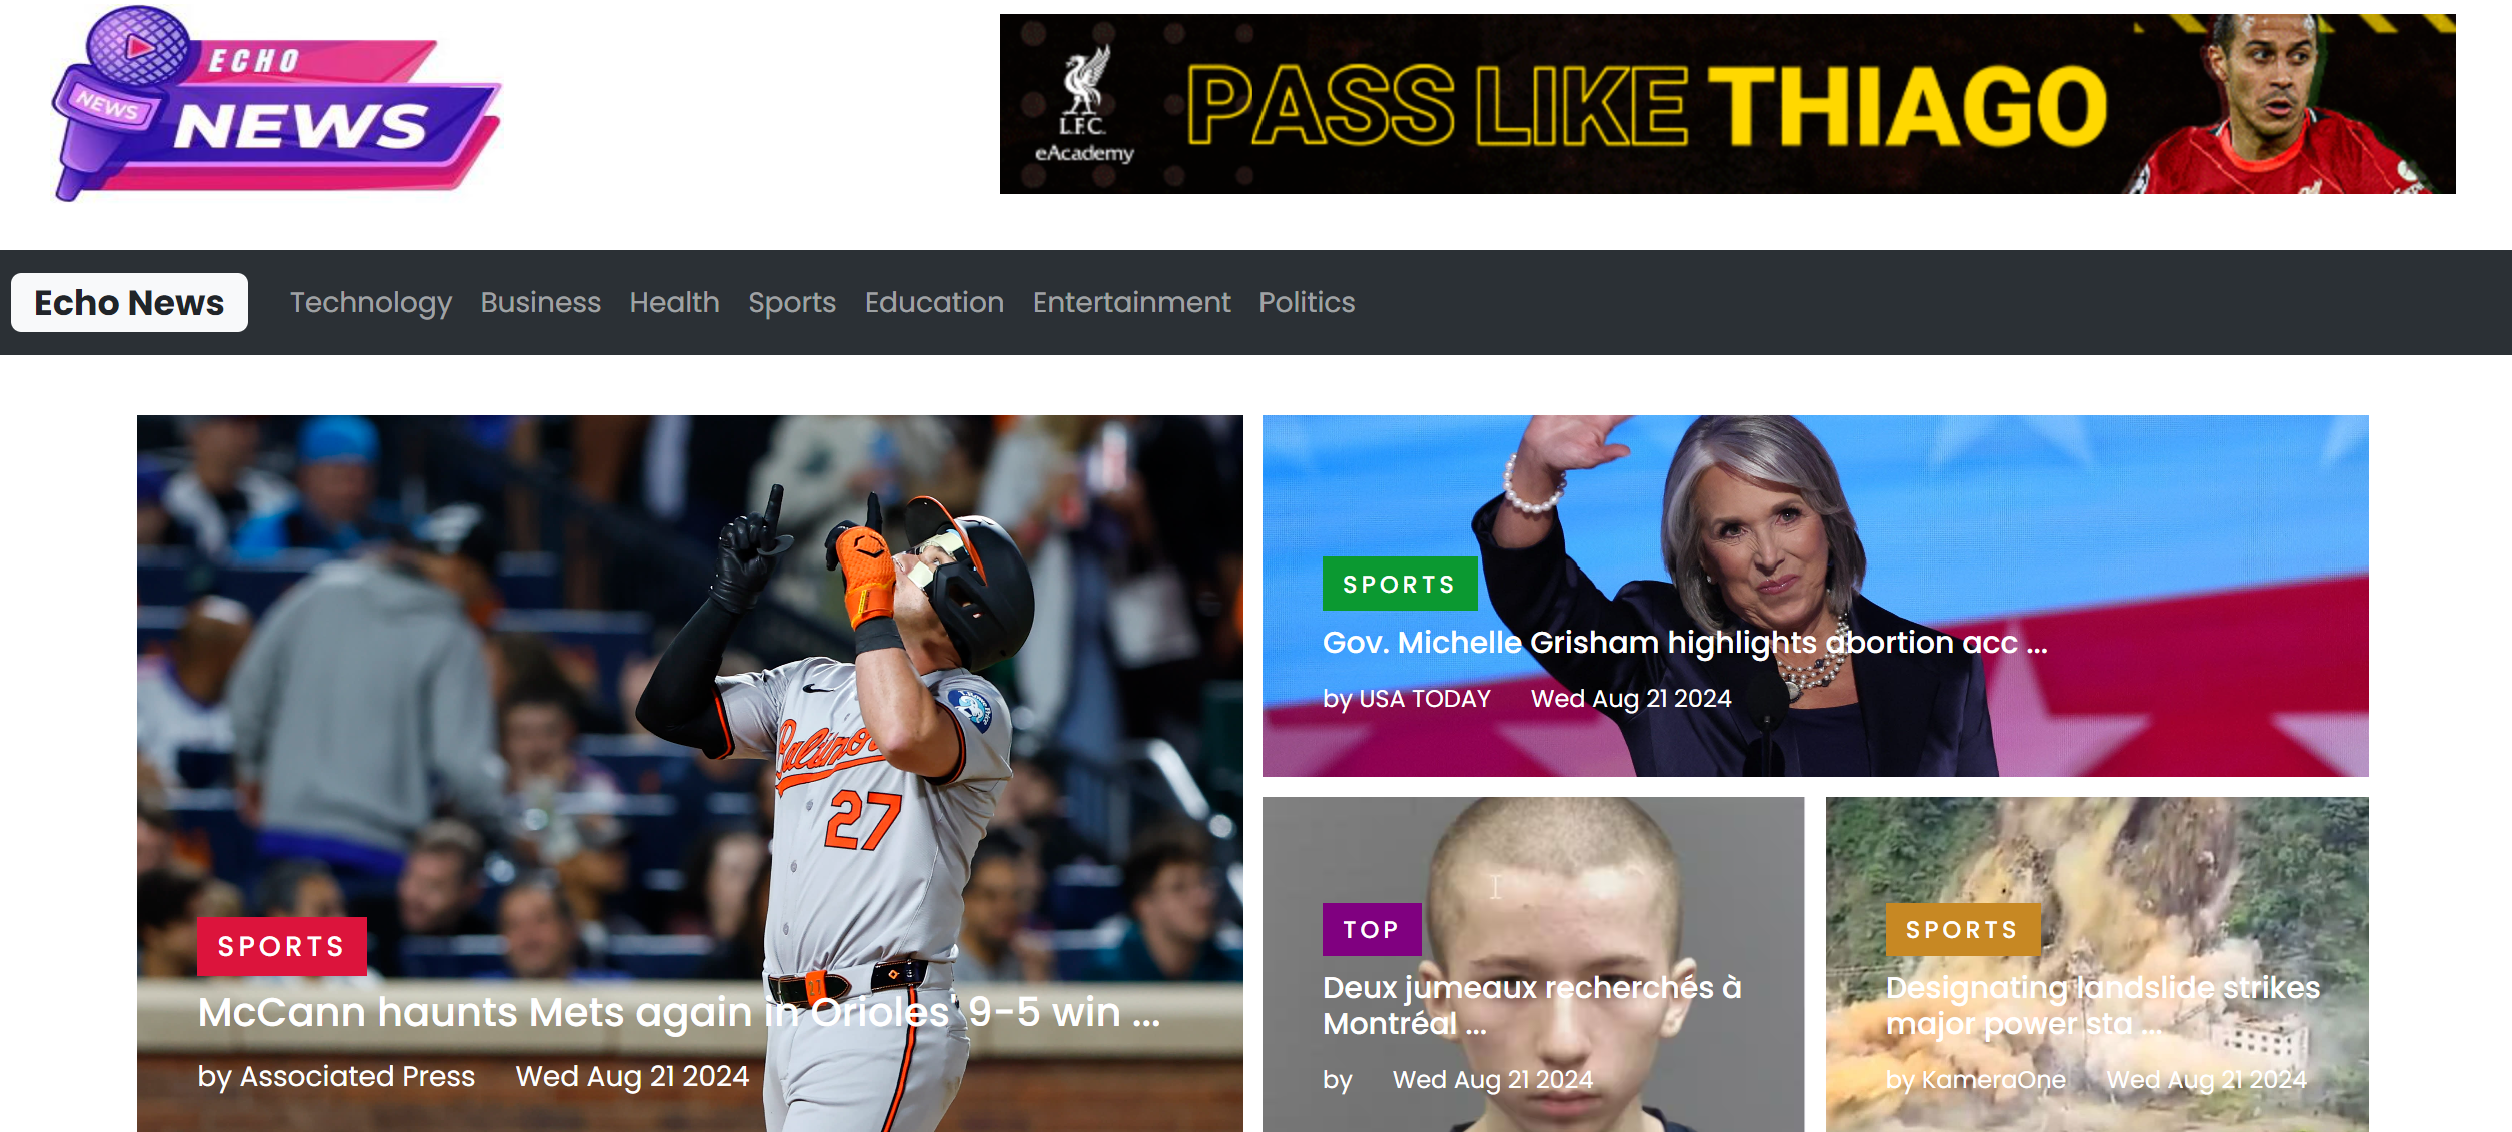 ECHO
NEWS
NEWS
L.F.C.
eAcademy
PASS LIKE THIAGO
Echo News
Technology
Business
Health
Sports
Education
Entertainment
Politics
SPORTS
McCann haunts Mets again in Orioles' 9-5 win ...
by Associated Press
Wed Aug 21 2024
Baltimore
27
SPORTS
Gov. Michelle Grisham highlights abortion acc ...
by USA TODAY
Wed Aug 21 2024
TOP
Deux jumeaux recherchés à
Montréal ...
by
Wed Aug 21 2024
SPORTS
Designating landslide strikes
major power sta ...
by KameraOne
Wed Aug 21 2024